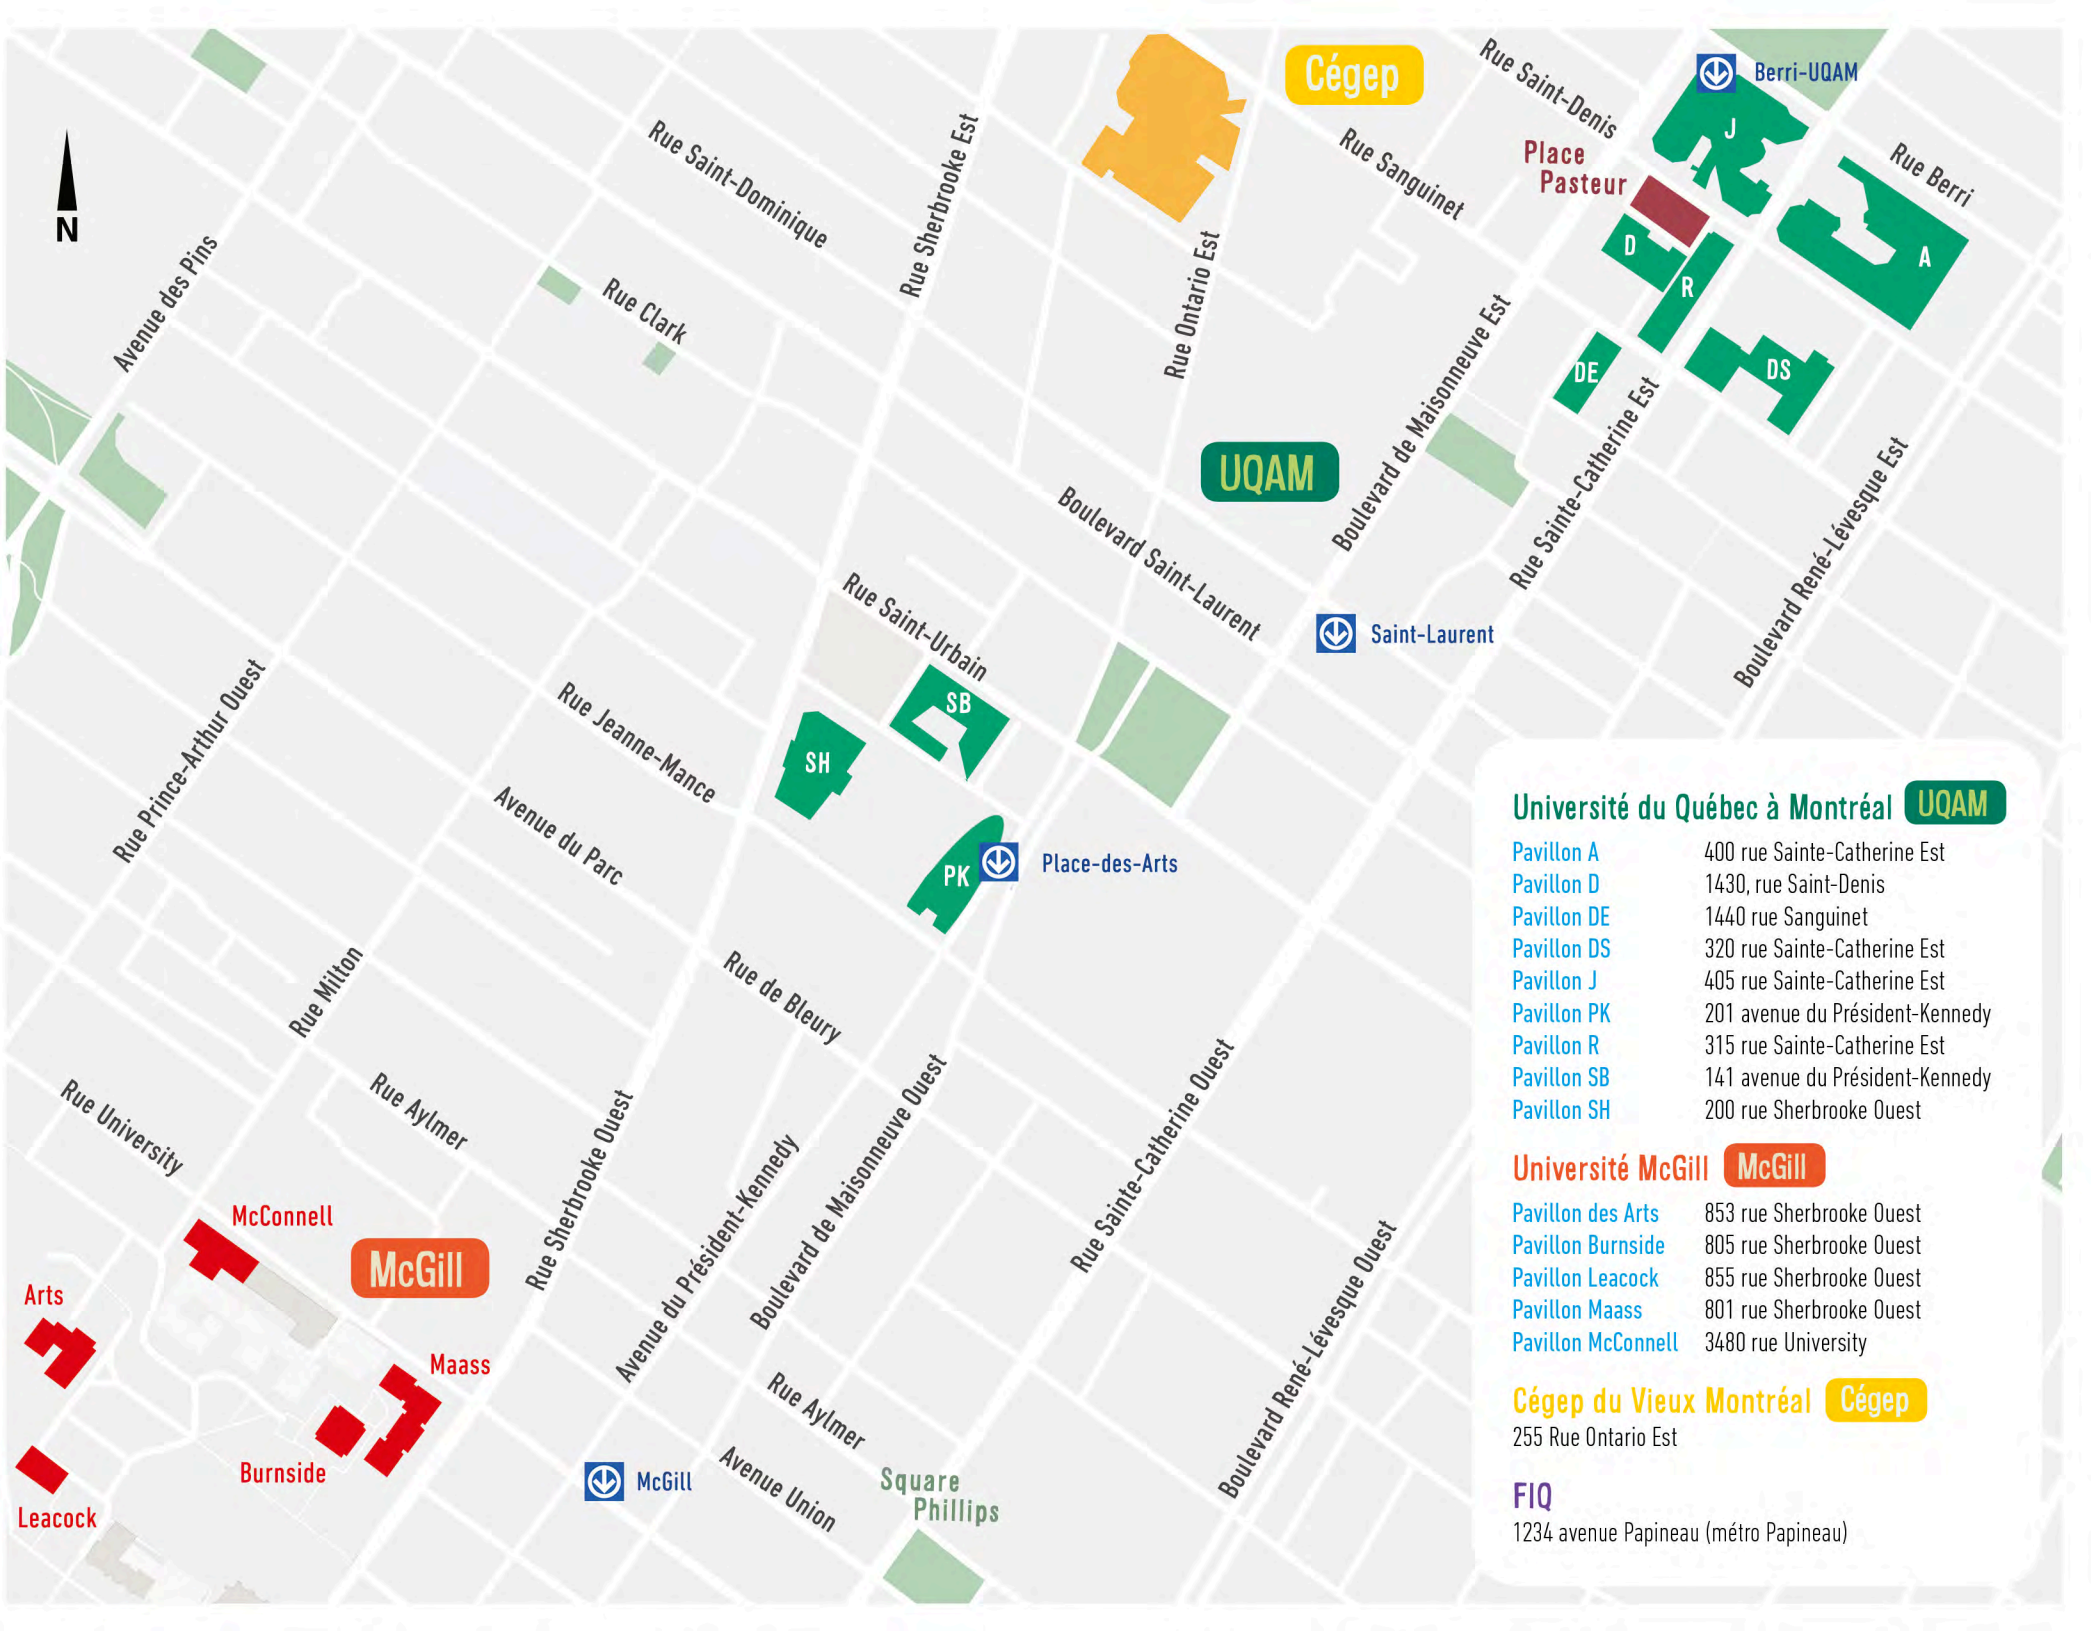 Cégep
Rue Saint-Denis
Berri-UQAM
J
Rue Saint-Dominique
Rue Sherbrooke Est
Rue Sanguinet
Place
Pasteur
Rue Berri
N
D
A
R
Avenue des Pins
Rue Clark
Rue Ontario Est
DE
DS
Boulevard de Maisonneuve Est
UQAM
Rue Sainte-Catherine Est
Boulevard René-Lévesque Est
Boulevard Saint-Laurent
Saint-Laurent
Rue Saint-Urbain
SB
SH
PK
Place-des-Arts
Rue Jeanne-Mance
Rue Prince-Arthur Ouest
Avenue du Parc
Rue Milton
Rue de Bleury
Rue University
Rue Aylmer
Rue Sherbrooke Ouest
Avenue du Président-Kennedy
Boulevard de Maisonneuve Ouest
Rue Sainte-Catherine Ouest
Boulevard René-Lévesque Ouest
McConnell
McGill
Arts
Maass
Burnside
Leacock
McGill
Rue Aylmer
Avenue Union
Square
Phillips
Université du Québec à Montréal UQAM
Pavillon A 400 rue Sainte-Catherine Est
Pavillon D 1430, rue Saint-Denis
Pavillon DE 1440 rue Sanguinet
Pavillon DS 320 rue Sainte-Catherine Est
Pavillon J 405 rue Sainte-Catherine Est
Pavillon PK 201 avenue du Président-Kennedy
Pavillon R 315 rue Sainte-Catherine Est
Pavillon SB 141 avenue du Président-Kennedy
Pavillon SH 200 rue Sherbrooke Ouest
Université McGill McGill
Pavillon des Arts 853 rue Sherbrooke Ouest
Pavillon Burnside 805 rue Sherbrooke Ouest
Pavillon Leacock 855 rue Sherbrooke Ouest
Pavillon Maass 801 rue Sherbrooke Ouest
Pavillon McConnell 3480 rue University
Cégep du Vieux Montréal Cégep
255 Rue Ontario Est
FIQ
1234 avenue Papineau (métro Papineau)